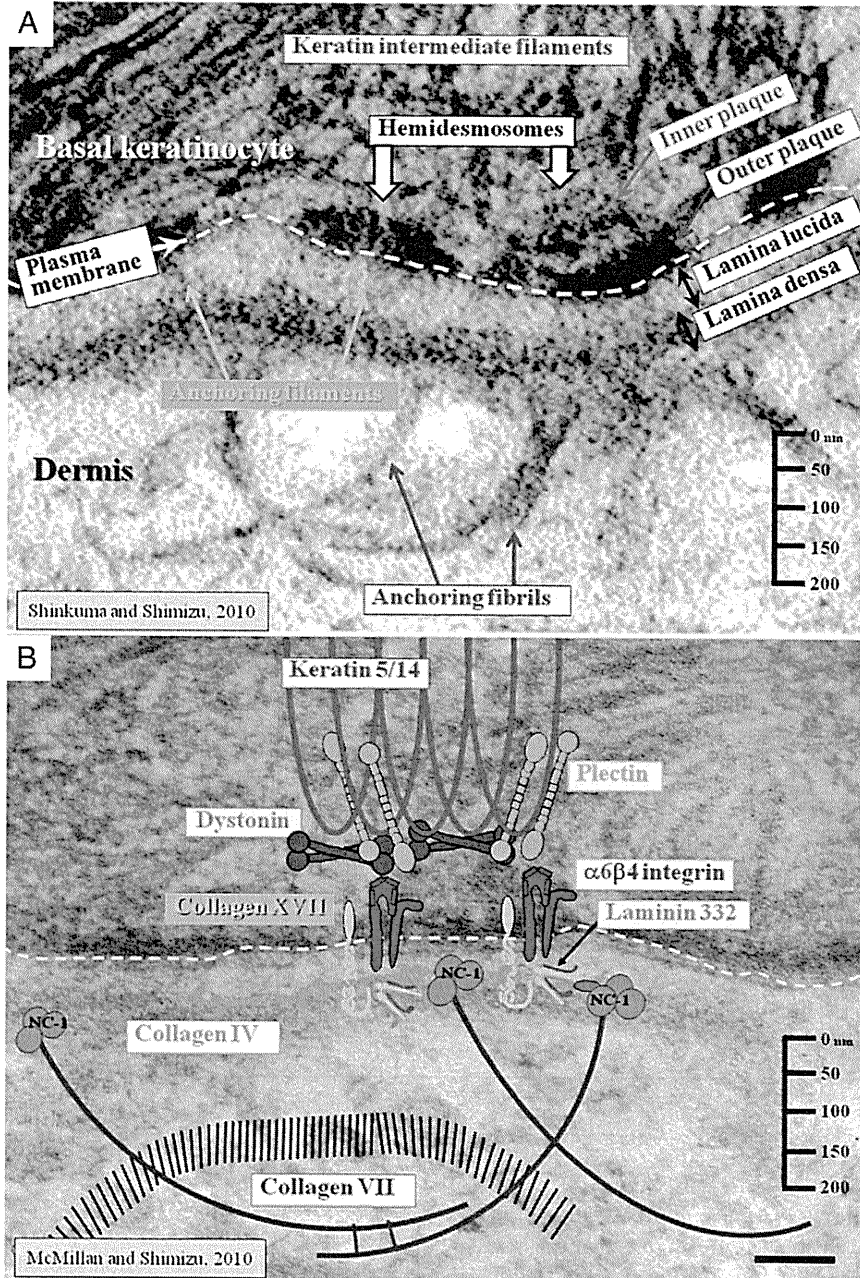 A
Keratin intermediate filaments
Hemidesmosomes
Inner plaque
Basal keratinocyte
Outer plaque
Plasma
membrane
Lamina lucida
Lamina densa
Anchoring filaments
0 nm
50
100
150
200
Dermis
Anchoring fibrils
Shinkuma and Shimizu, 2010
B
Keratin 5/14
Plectin
Dystonin
α6β4 integrin
Collagen XVII
Laminin 332
NC-1
NC-1
NC-1
Collagen IV
0 nm
50
100
150
200
Collagen VII
McMillan and Shimizu, 2010